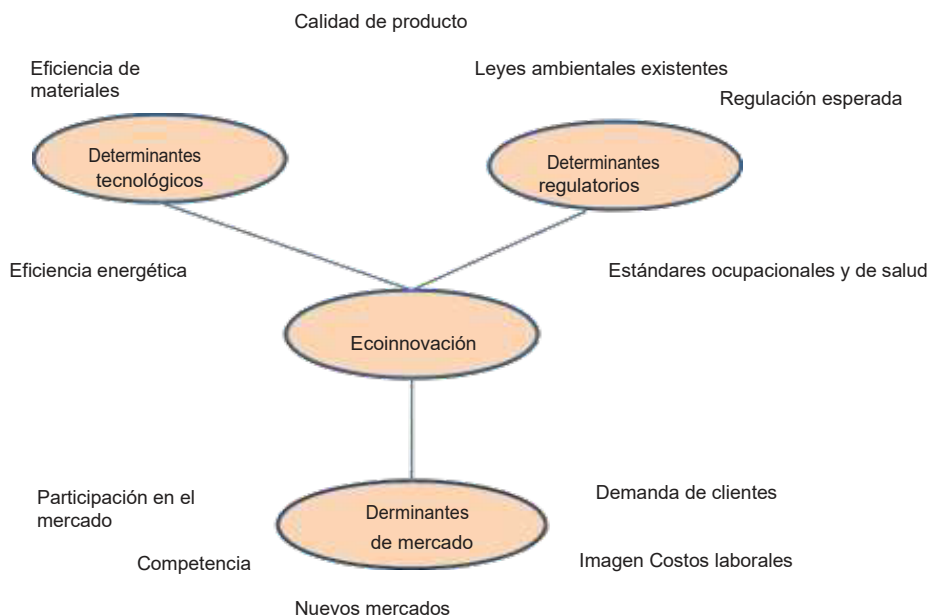 Calidad de producto
Eficiencia de
materiales
Leyes ambientales existentes
Regulación esperada
Determinantes
tecnológicos
Determinantes
regulatorios
Eficiencia energética
Estándares ocupacionales y de salud
Ecoinnovación
Participación en el
mercado
Demanda de clientes
Derminantes
de mercado
Competencia
Imagen Costos laborales
Nuevos mercados